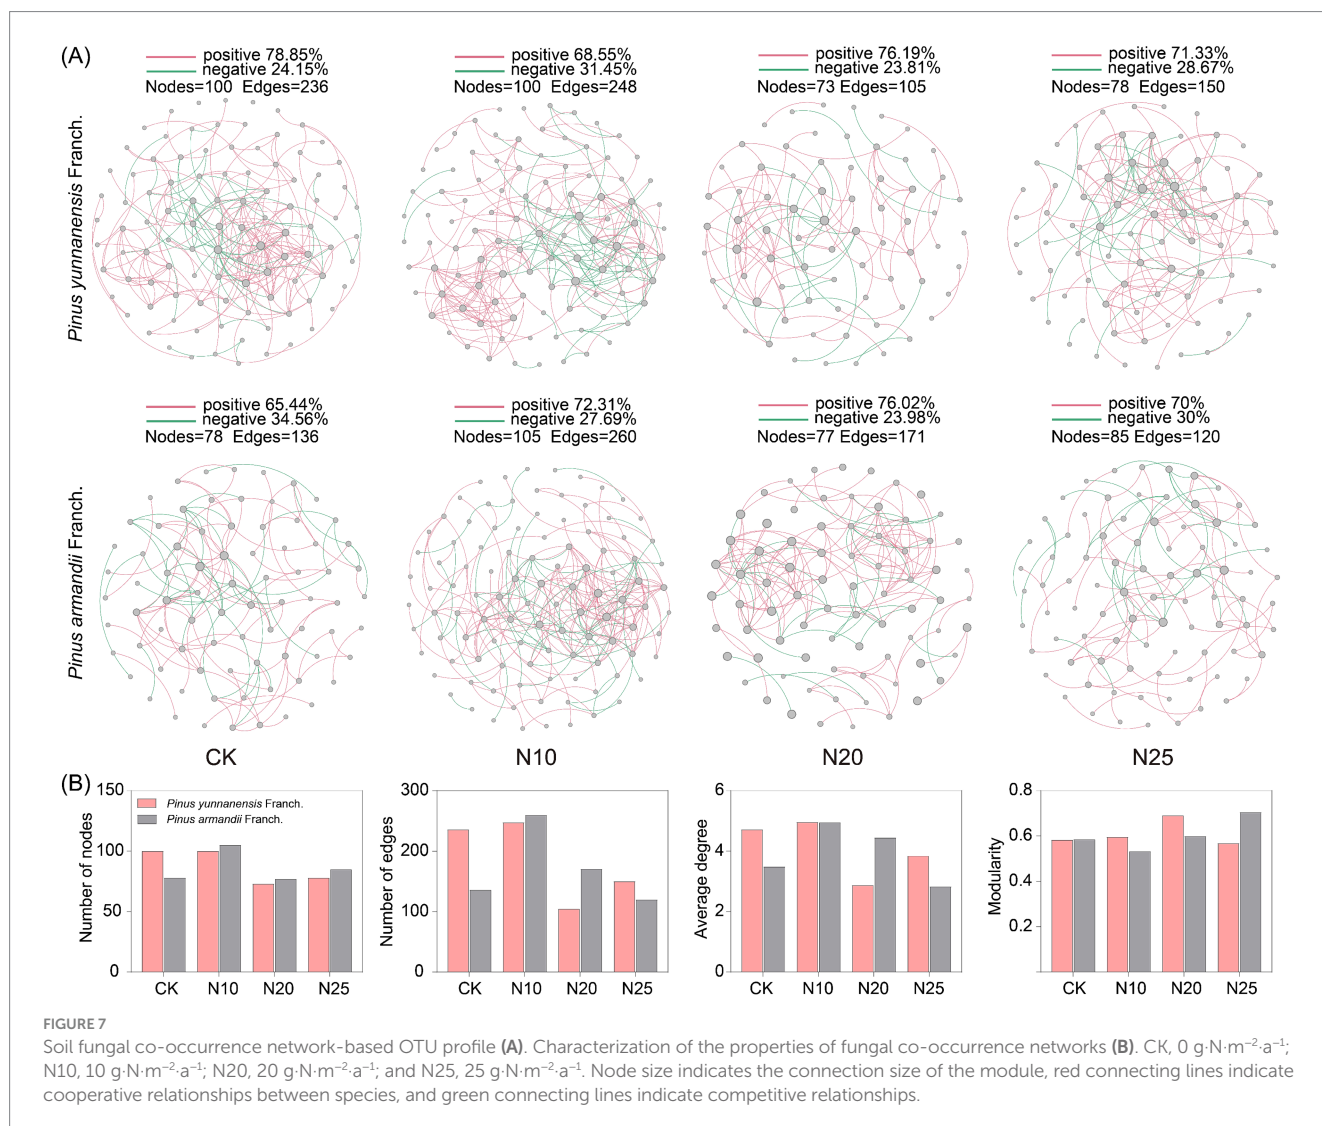 (A)
positive 78.85%
negative 24.15%
Nodes=100 Edges=236
positive 68.55%
negative 31.45%
Nodes=100 Edges=248
positive 76.19%
negative 23.81%
Nodes=73 Edges=105
positive 71.33%
negative 28.67%
Nodes=78 Edges=150
Pinus yunnanensis Franch.
positive 65.44%
negative 34.56%
Nodes=78 Edges=136
positive 72.31%
negative 27.69%
Nodes=105 Edges=260
positive 76.02%
negative 23.98%
Nodes=77 Edges=171
positive 70%
negative 30%
Nodes=85 Edges=120
Pinus armandii Franch.
CK
N10
N20
N25
(B)
Number of nodes
150
100
50
0
Pinus yunnanensis Franch.
Pinus armandii Franch.
CK N10 N20 N25
Number of edges
300
200
100
0
CK N10 N20 N25
Average degree
6
4
2
0
CK N10 N20 N25
Modularity
0.8
0.6
0.4
0.2
CK N10 N20 N25
FIGURE 7
Soil fungal co-occurrence network-based OTU profile (A). Characterization of the properties of fungal co-occurrence networks (B). CK, 0 g·N·m⁻²·a⁻¹;
N10, 10 g·N·m⁻²·a⁻¹; N20, 20 g·N·m⁻²·a⁻¹; and N25, 25 g·N·m⁻²·a⁻¹. Node size indicates the connection size of the module, red connecting lines indicate
cooperative relationships between species, and green connecting lines indicate competitive relationships.